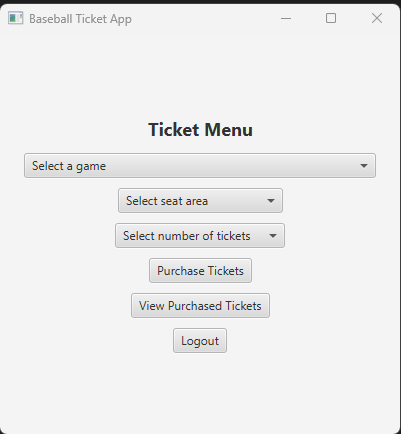 Baseball Ticket App
Ticket Menu
Select a game
Select seat area
Select number of tickets
Purchase Tickets
View Purchased Tickets
Logout